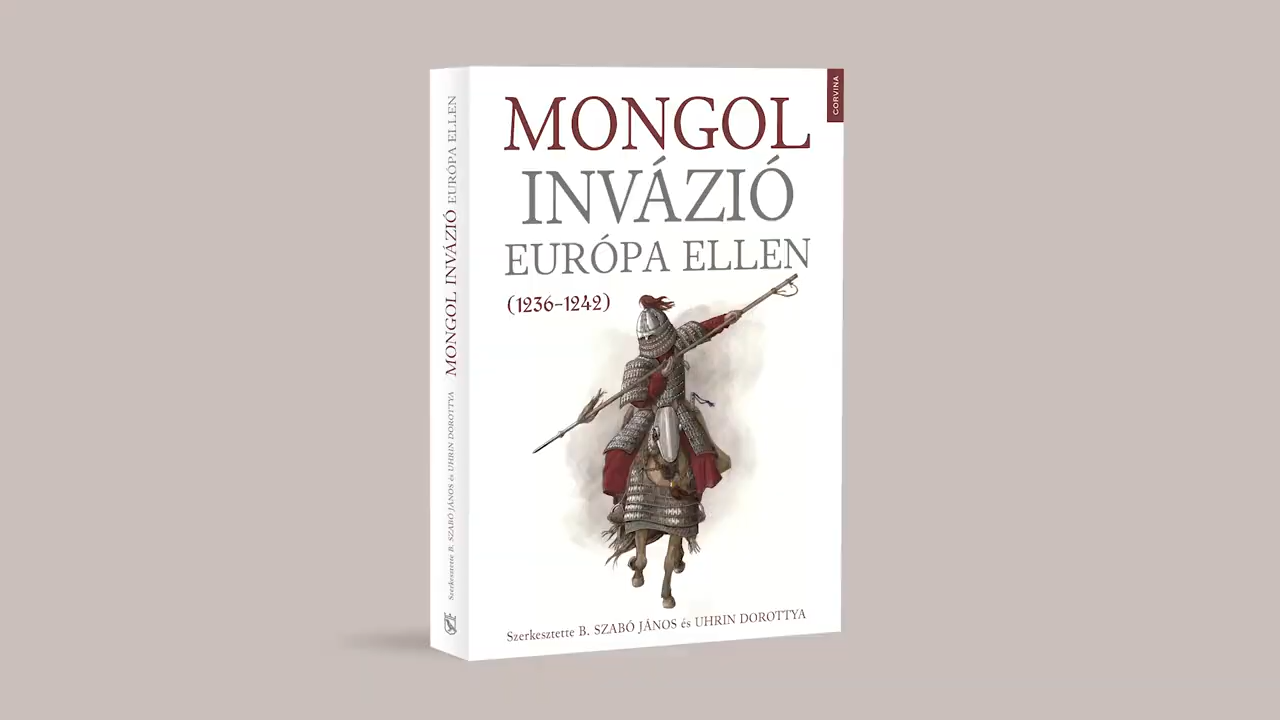 MONGOL
INVÁZIÓ
EURÓPA ELLEN
(1236–1242)
Szerkesztette B. SZABÓ JÁNOS és UHRIN DOROTTYA
CORVINA
Szerkesztette B. SZABÓ JÁNOS és UHRIN DOROTTYA MONGOL INVÁZIÓ EURÓPA ELLEN